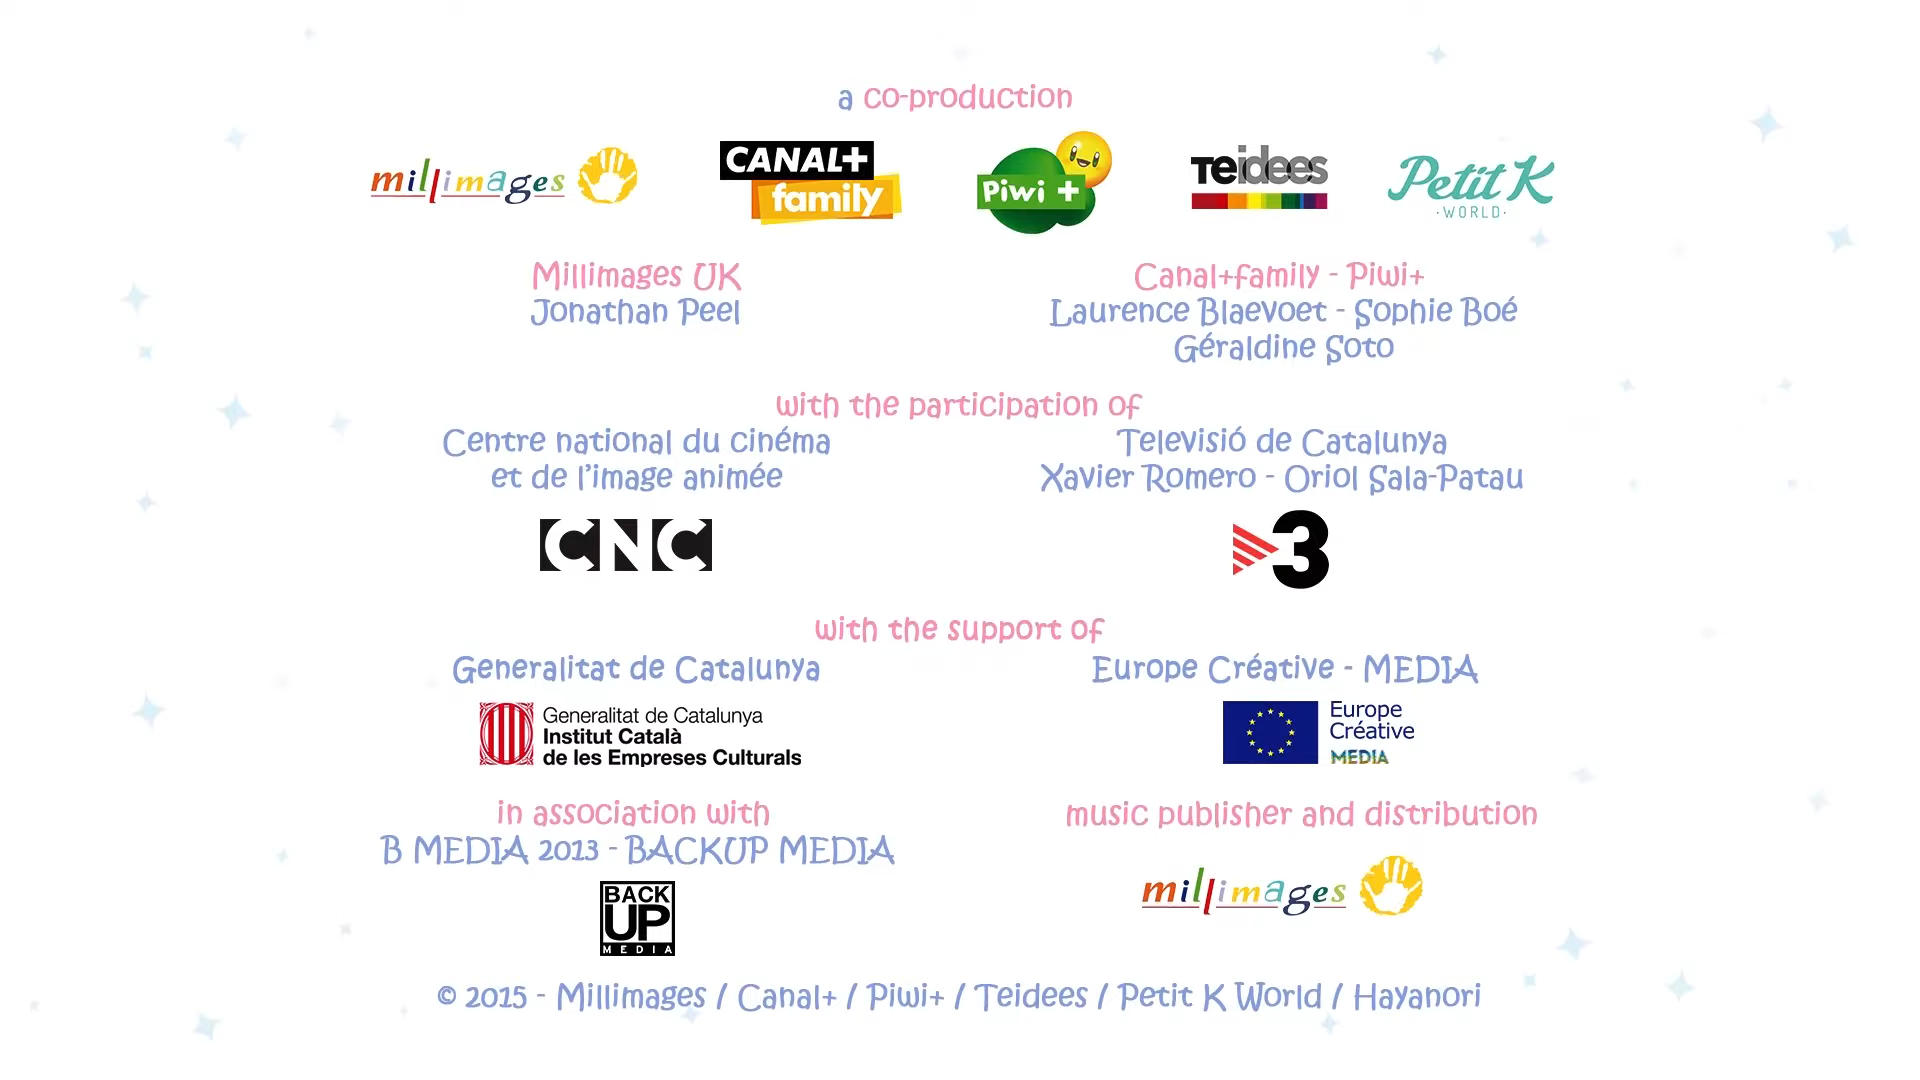 a co-production
millimages
CANAL+
family
Piwi +
Teidees
Petit K
·WORLD·
Millimages UK
Jonathan Peel
Canal+family - Piwi+
Laurence Blaevoet - Sophie Boé
Géraldine Soto
with the participation of
Centre national du cinéma
et de l'image animée
CNC
Televisió de Catalunya
Xavier Romero - Oriol Sala-Patau
3
with the support of
Generalitat de Catalunya
Generalitat de Catalunya
Institut Català
de les Empreses Culturals
Europe Créative - MEDIA
Europe
Créative
MEDIA
in association with
B MEDIA 2013 - BACKUP MEDIA
BACK
UP
MEDIA
music publisher and distribution
millimages
© 2015 - Millimages / Canal+ / Piwi+ / Teidees / Petit K World / Hayanori